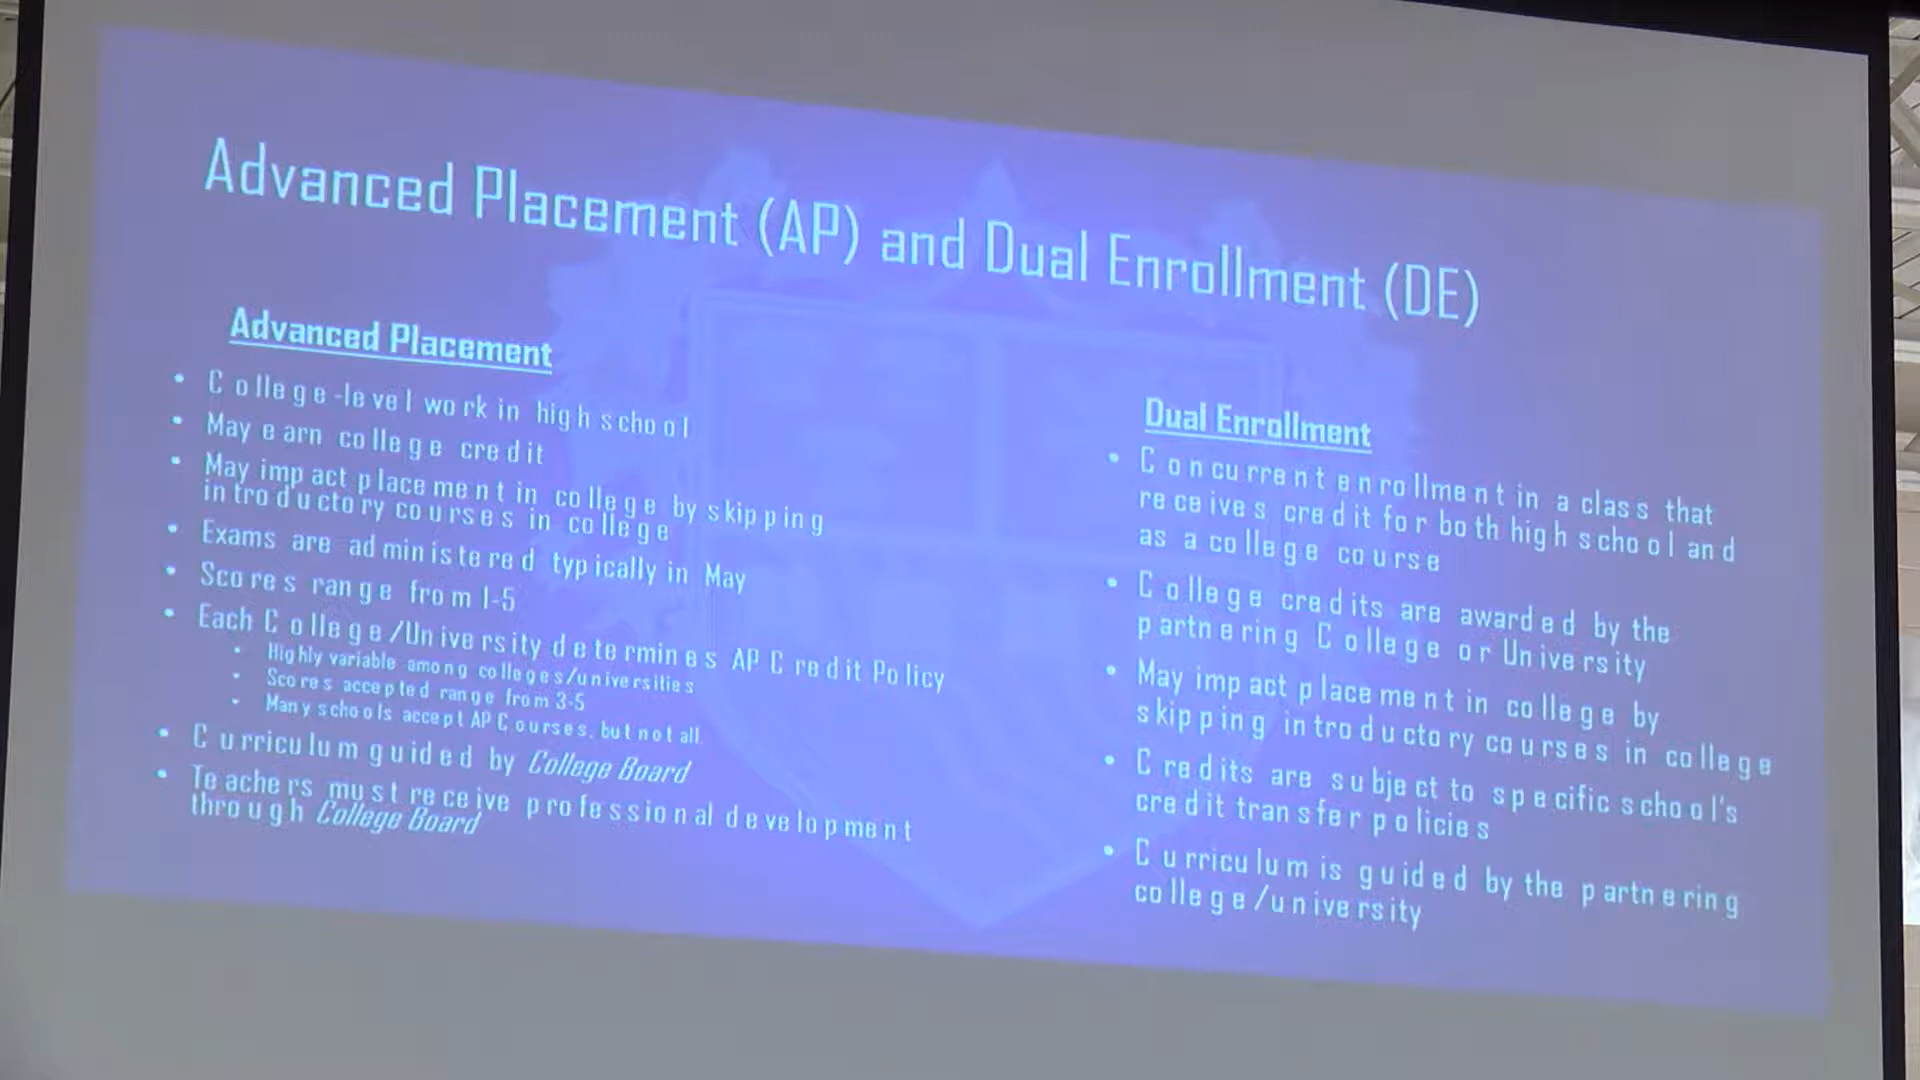 Advanced Placement (AP) and Dual Enrollment (DE)
Advanced Placement
• College-level work in high school
• May earn college credit
• May impact placement in college by skipping
introductory courses in college
• Exams are administered typically in May
• Scores range from 1-5
• Each College/University determines AP Credit Policy
• Highly variable among colleges/universities
• Scores accepted range from 3-5
• Many schools accept AP Courses, but not all.
• Curriculum guided by College Board
• Teachers must receive professional development
through College Board
Dual Enrollment
• Concurrent enrollment in a class that
receives credit for both high school and
as a college course
• College credits are awarded by the
partnering College or University
• May impact placement in college by
skipping introductory courses in college
• Credits are subject to specific school's
credit transfer policies
• Curriculum is guided by the partnering
college/university